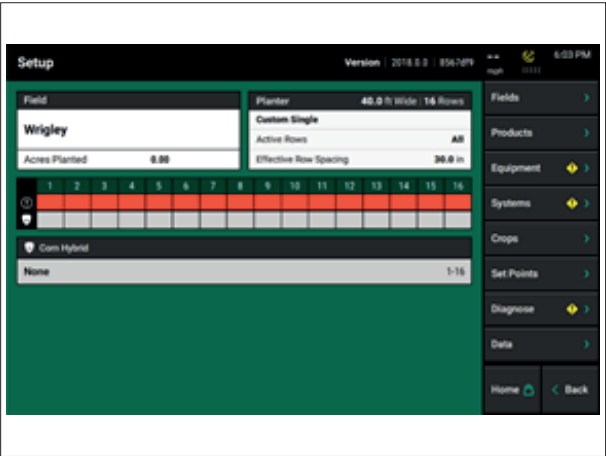 Setup
Version 2018.0.0 8567df9
-- mph
6:03 PM
Field
Wrigley
Acres Planted 0.00
Planter 40.0 ft Wide 16 Rows
Custom Single
Active Rows All
Effective Row Spacing 30.0 in
1 2 3 4 5 6 7 8 9 10 11 12 13 14 15 16
Corn Hybrid
None 1-16
Fields
Products
Equipment
Systems
Crops
Set Points
Diagnose
Data
Home
< Back